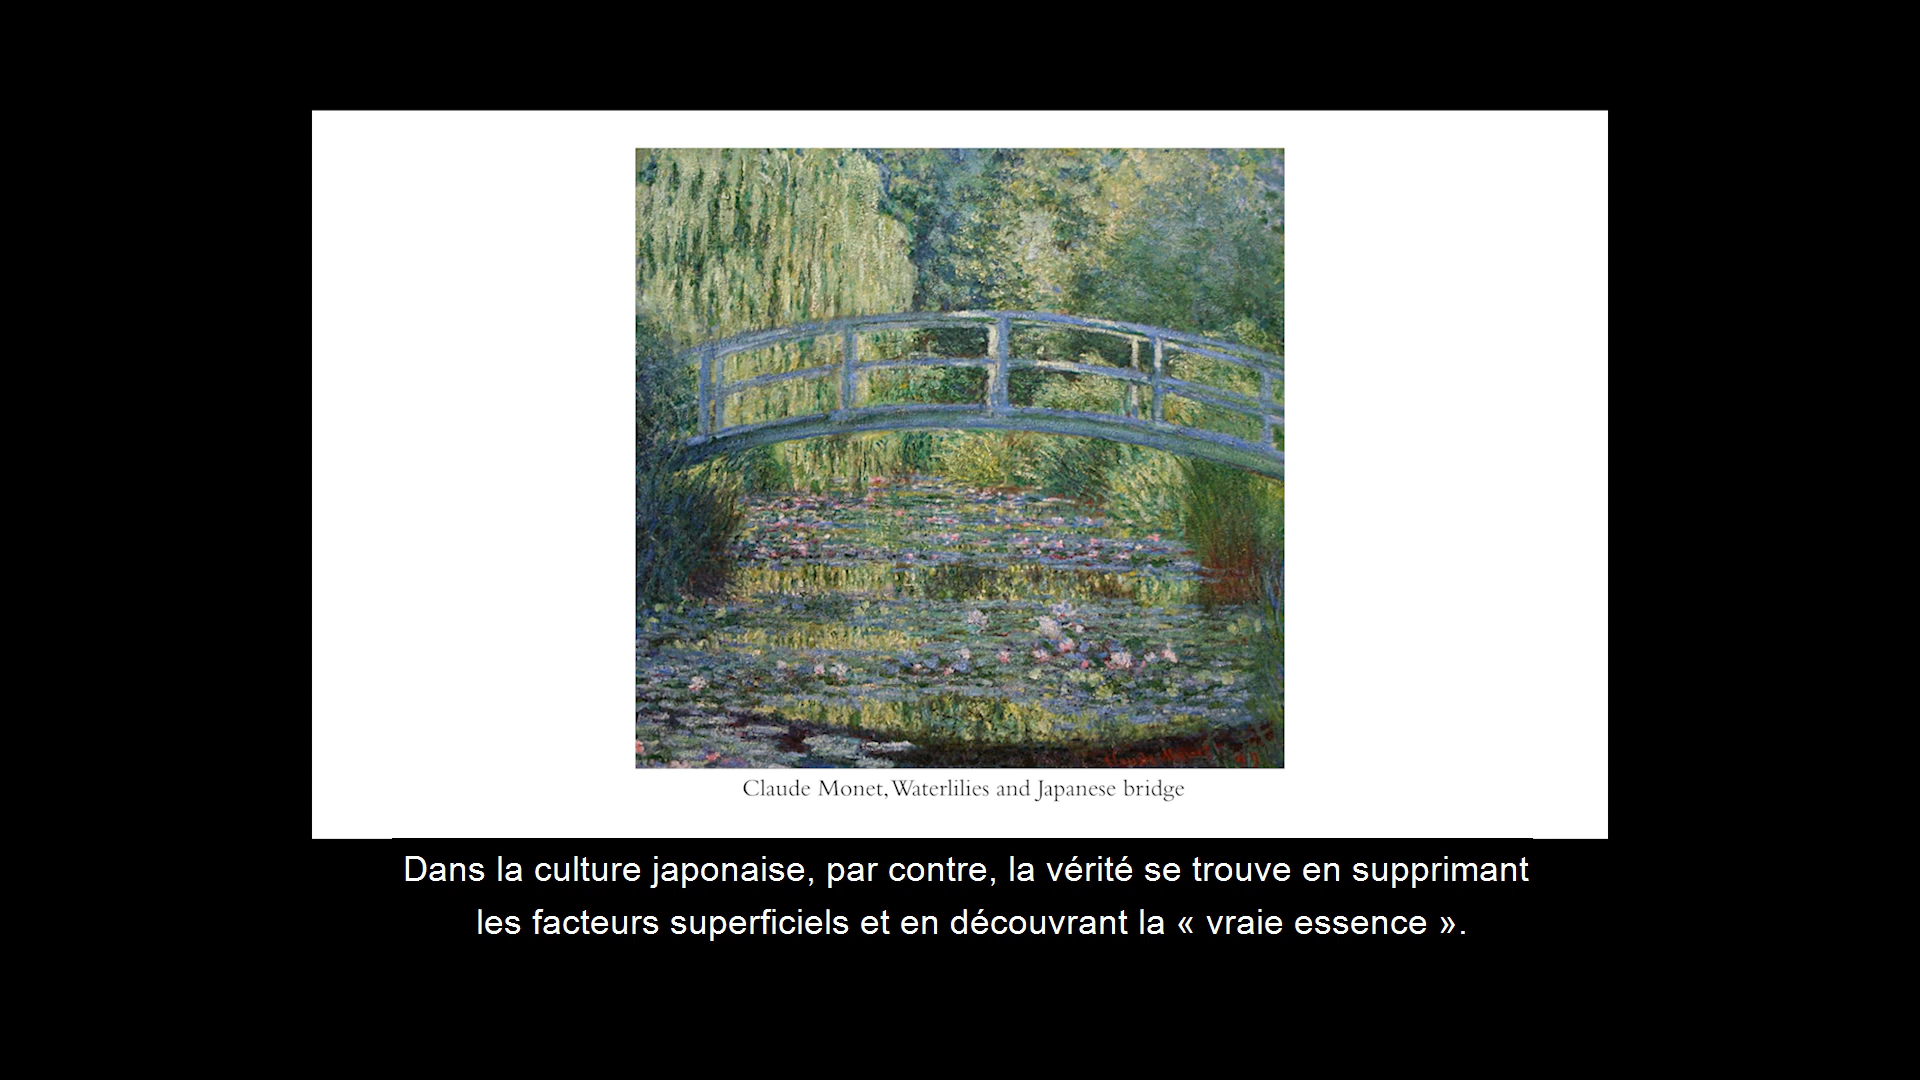 Claude Monet, Waterlilies and Japanese bridge
Dans la culture japonaise, par contre, la vérité se trouve en supprimant
les facteurs superficiels et en découvrant la « vraie essence ».